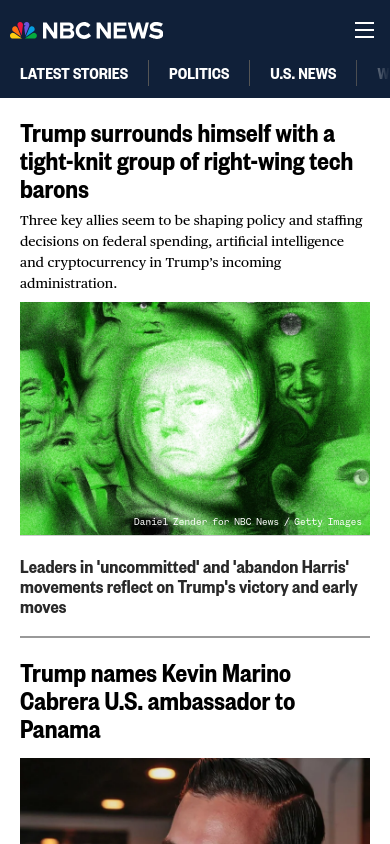 NBC NEWS
LATEST STORIES
POLITICS
U.S. NEWS
Trump surrounds himself with a
tight-knit group of right-wing tech
barons
Three key allies seem to be shaping policy and staffing
decisions on federal spending, artificial intelligence
and cryptocurrency in Trump’s incoming
administration.
Daniel Zender for NBC News / Getty Images
Leaders in 'uncommitted' and 'abandon Harris'
movements reflect on Trump's victory and early
moves
Trump names Kevin Marino
Cabrera U.S. ambassador to
Panama